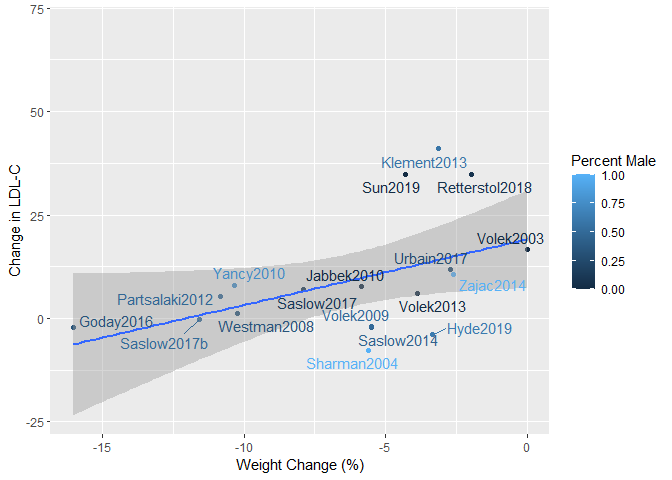 75
50
25
0
-25
Change in LDL-C
Klement2013
Sun2019
Retterstol2018
Volek2003
Urbain2017
Yancy2010
Jabbek2010
Zajac2014
Partsalaki2012
Saslow2017
Volek2013
Goday2016
Westman2008
Volek2009
Hyde2019
Saslow2017b
Saslow2014
Sharman2004
-15
-10
-5
0
Weight Change (%)
Percent Male
1.00
0.75
0.50
0.25
0.00